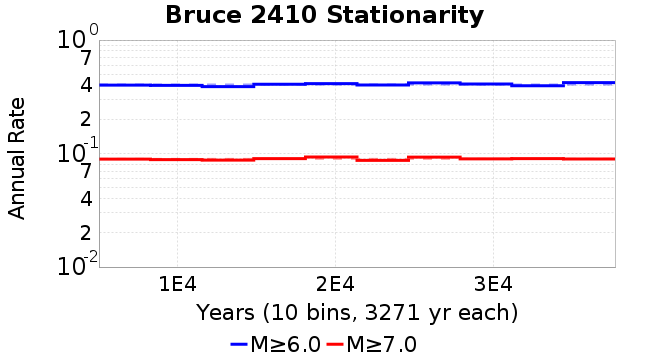 Bruce 2410 Stationarity
Annual Rate
10^0
7
4
2
10^-1
7
4
2
10^-2
1E4 2E4 3E4
Years (10 bins, 3271 yr each)
M≥6.0 M≥7.0